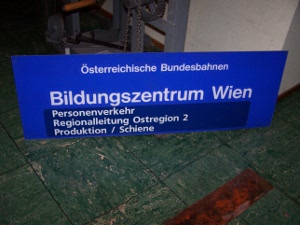 Österreichische Bundesbahnen
Bildungszentrum Wien
Personenverkehr
Regionalleitung Ostregion 2
Produktion / Schiene